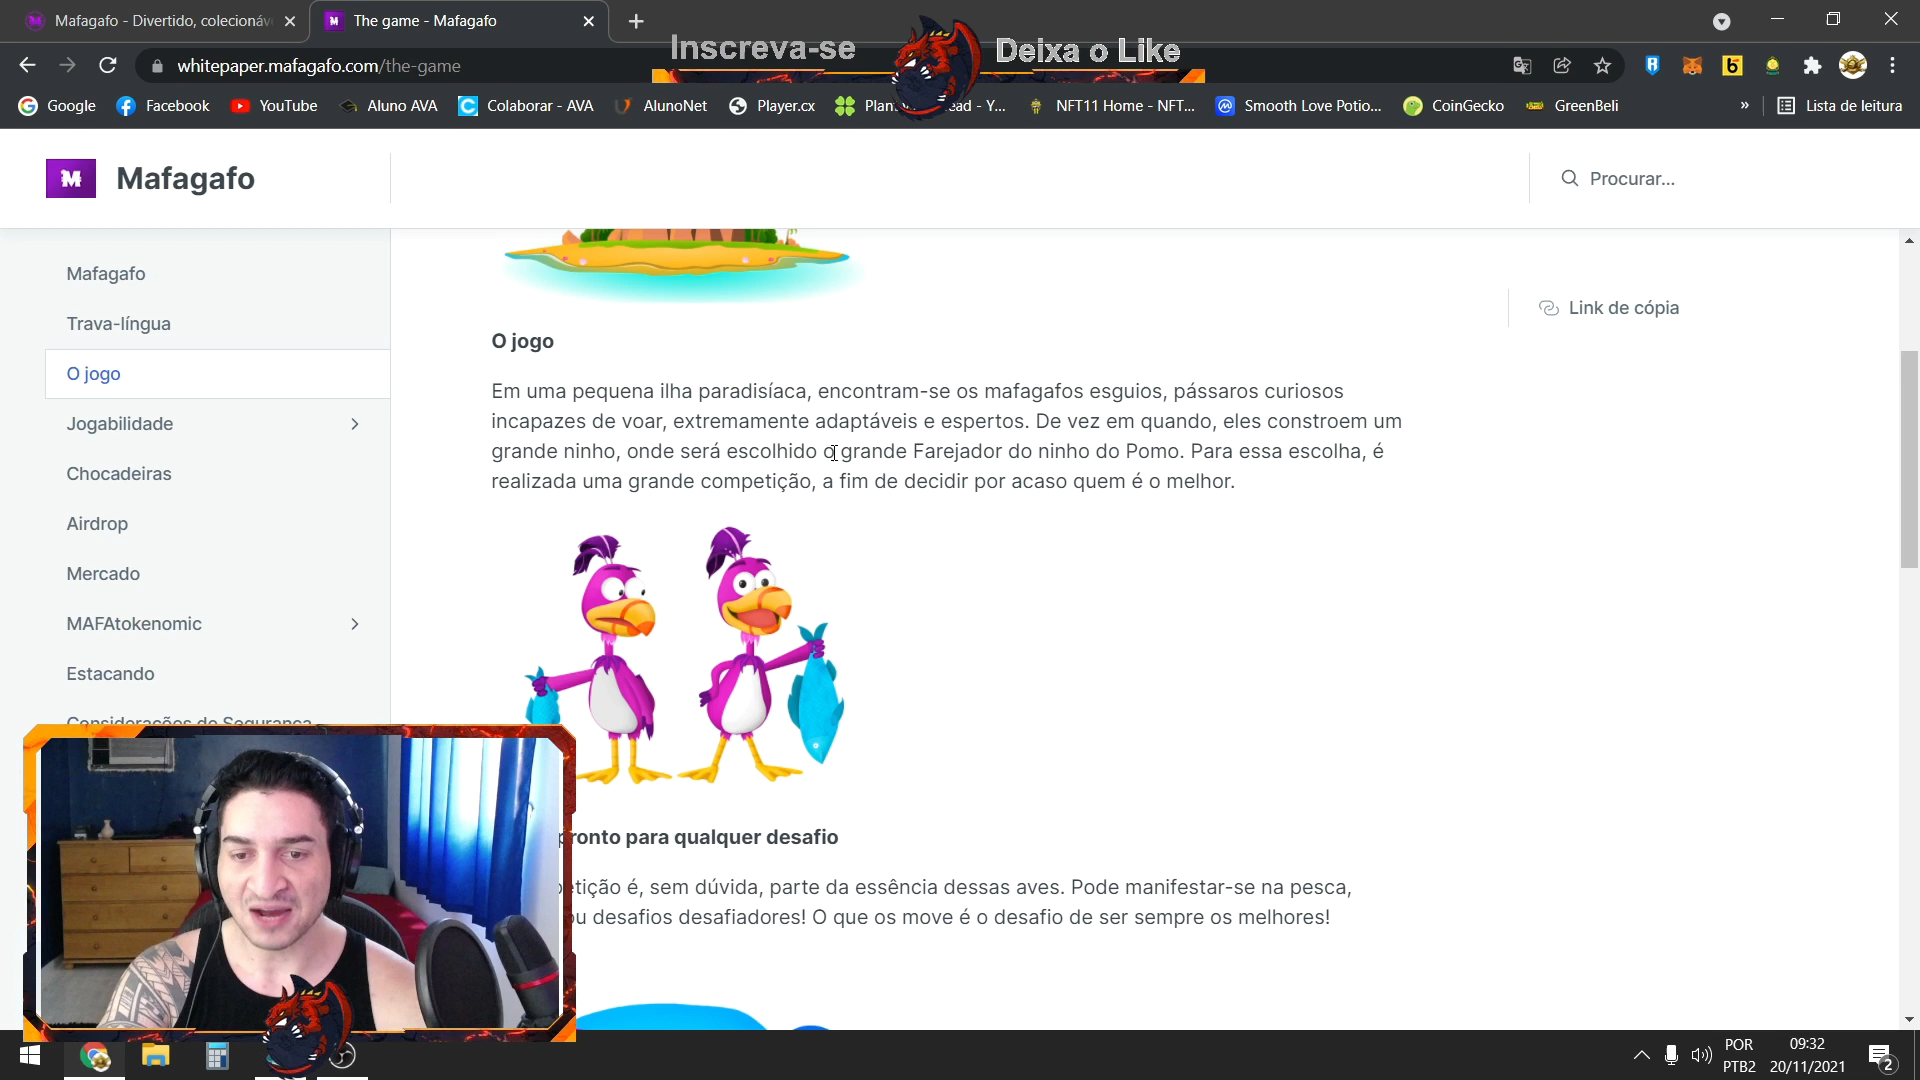 Mafagafo - Divertido, colecionáv
The game - Mafagafo
Inscreva-se
Deixa o Like
whitepaper.mafagafo.com/the-game
Google
Facebook
YouTube
Aluno AVA
Colaborar - AVA
AlunoNet
Player.cx
NFT11 Home - NFT...
Smooth Love Potio...
CoinGecko
GreenBeli
»
Lista de leitura
Mafagafo
Procurar...
Mafagafo
Trava-língua
O jogo
Jogabilidade
Chocadeiras
Airdrop
Mercado
MAFAtokenomic
Estacando
Considerações de Segurança
Link de cópia
O jogo
Em uma pequena ilha paradisíaca, encontram-se os mafagafos esguios, pássaros curiosos
incapazes de voar, extremamente adaptáveis e espertos. De vez em quando, eles constroem um
grande ninho, onde será escolhido o grande Farejador do ninho do Pomo. Para essa escolha, é
realizada uma grande competição, a fim de decidir por acaso quem é o melhor.
pronto para qualquer desafio
etição é, sem dúvida, parte da essência dessas aves. Pode manifestar-se na pesca,
ou desafios desafiadores! O que os move é o desafio de ser sempre os melhores!
POR
PTB2
09:32
20/11/2021
2